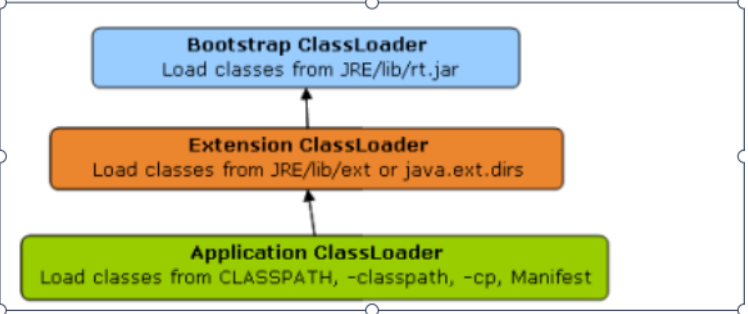 Bootstrap ClassLoader
Load classes from JRE/lib/rt.jar
Extension ClassLoader
Load classes from JRE/lib/ext or java.ext.dirs
Application ClassLoader
Load classes from CLASSPATH, -classpath, -cp, Manifest